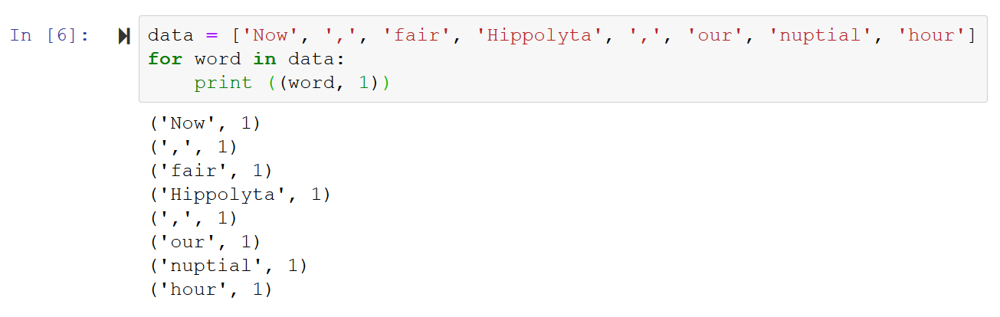 In [6]: data = ['Now', ',', 'fair', 'Hippolyta', ',', 'our', 'nuptial', 'hour']
for word in data:
    print ((word, 1))
('Now', 1)
(',', 1)
('fair', 1)
('Hippolyta', 1)
(',', 1)
('our', 1)
('nuptial', 1)
('hour', 1)